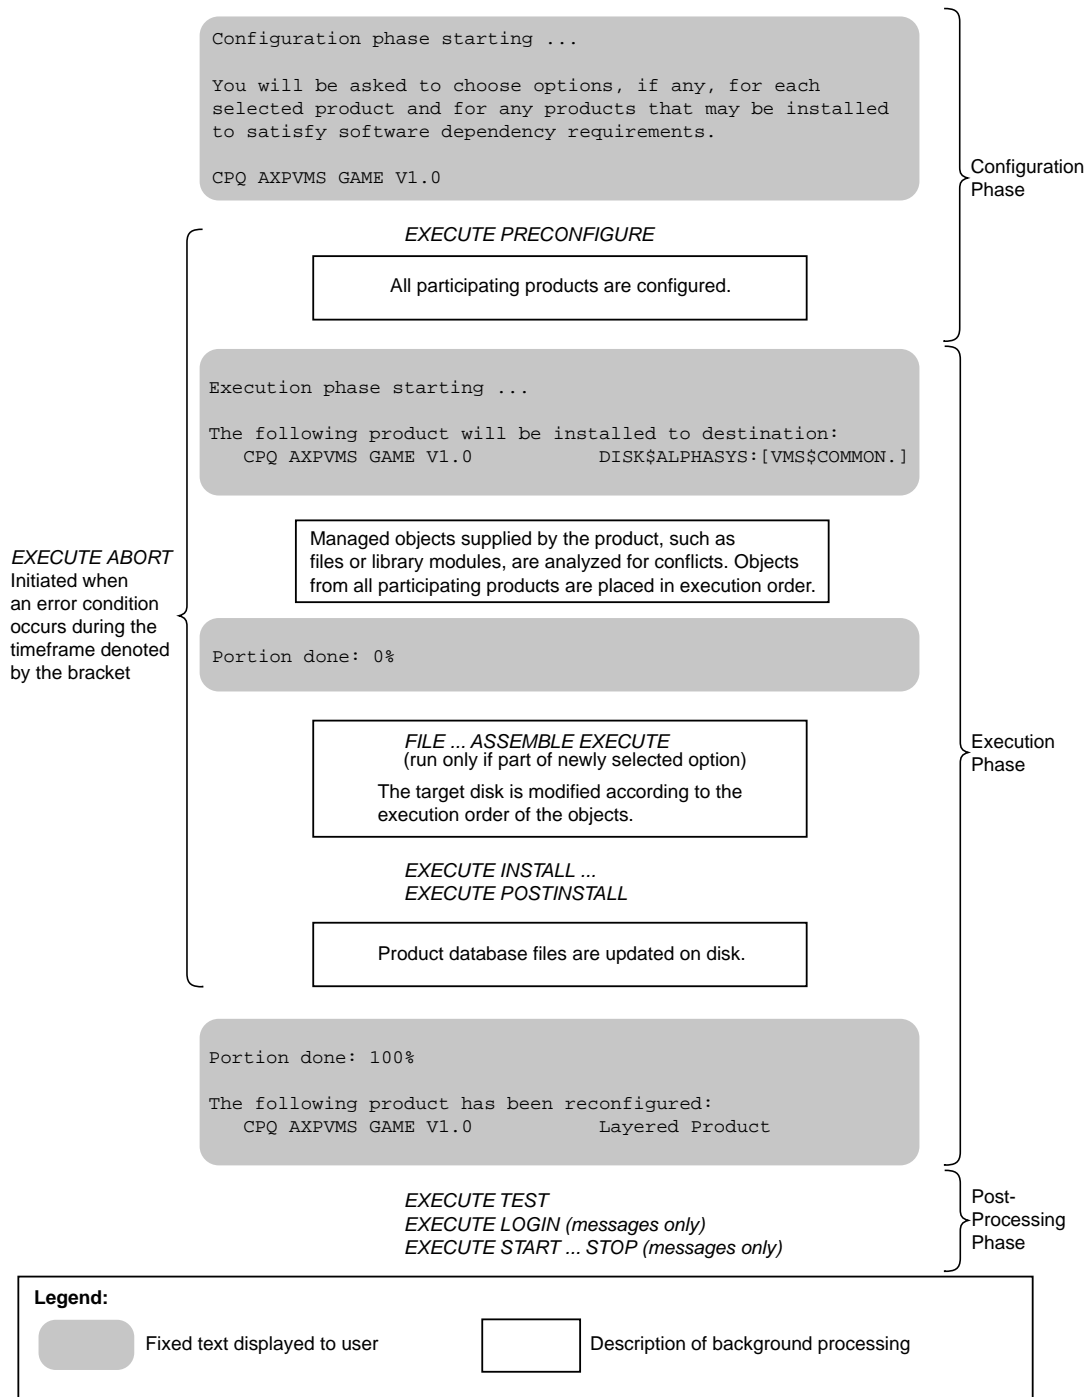 Configuration phase starting ...
You will be asked to choose options, if any, for each
selected product and for any products that may be installed
to satisfy software dependency requirements.
CPQ AXPVMS GAME V1.0
Configuration
Phase
EXECUTE PRECONFIGURE
All participating products are configured.
Execution phase starting ...
The following product will be installed to destination:
CPQ AXPVMS GAME V1.0 DISK$ALPHASYS:[VMS$COMMON.]
Managed objects supplied by the product, such as
files or library modules, are analyzed for conflicts. Objects
from all participating products are placed in execution order.
EXECUTE ABORT
Initiated when
an error condition
occurs during the
timeframe denoted
by the bracket
Portion done: 0%
FILE ... ASSEMBLE EXECUTE
(run only if part of newly selected option)
The target disk is modified according to the
execution order of the objects.
Execution
Phase
EXECUTE INSTALL ...
EXECUTE POSTINSTALL
Product database files are updated on disk.
Portion done: 100%
The following product has been reconfigured:
CPQ AXPVMS GAME V1.0 Layered Product
EXECUTE TEST
EXECUTE LOGIN (messages only)
EXECUTE START ... STOP (messages only)
Post-
Processing
Phase
Legend:
Fixed text displayed to user
Description of background processing